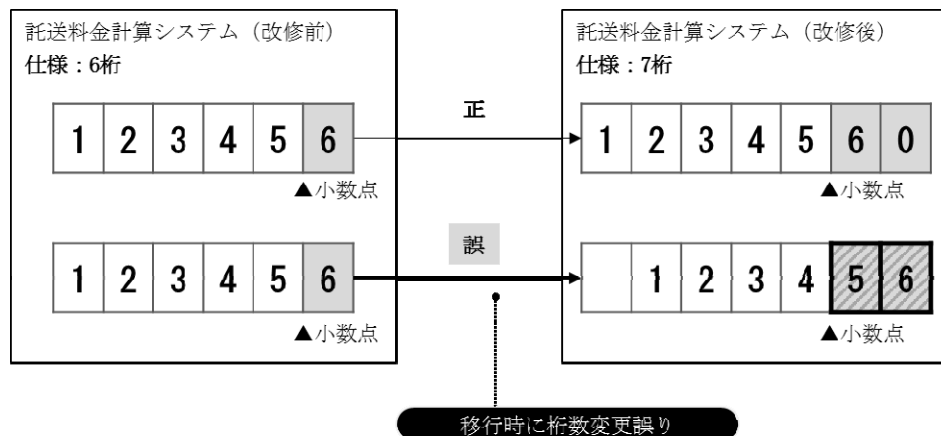 託送料金計算システム（改修前）
仕様：6桁
1 2 3 4 5 6
▲小数点
1 2 3 4 5 6
▲小数点
正
誤
移行時に桁数変更誤り
託送料金計算システム（改修後）
仕様：7桁
1 2 3 4 5 6 0
▲小数点
1 2 3 4 5 6
▲小数点